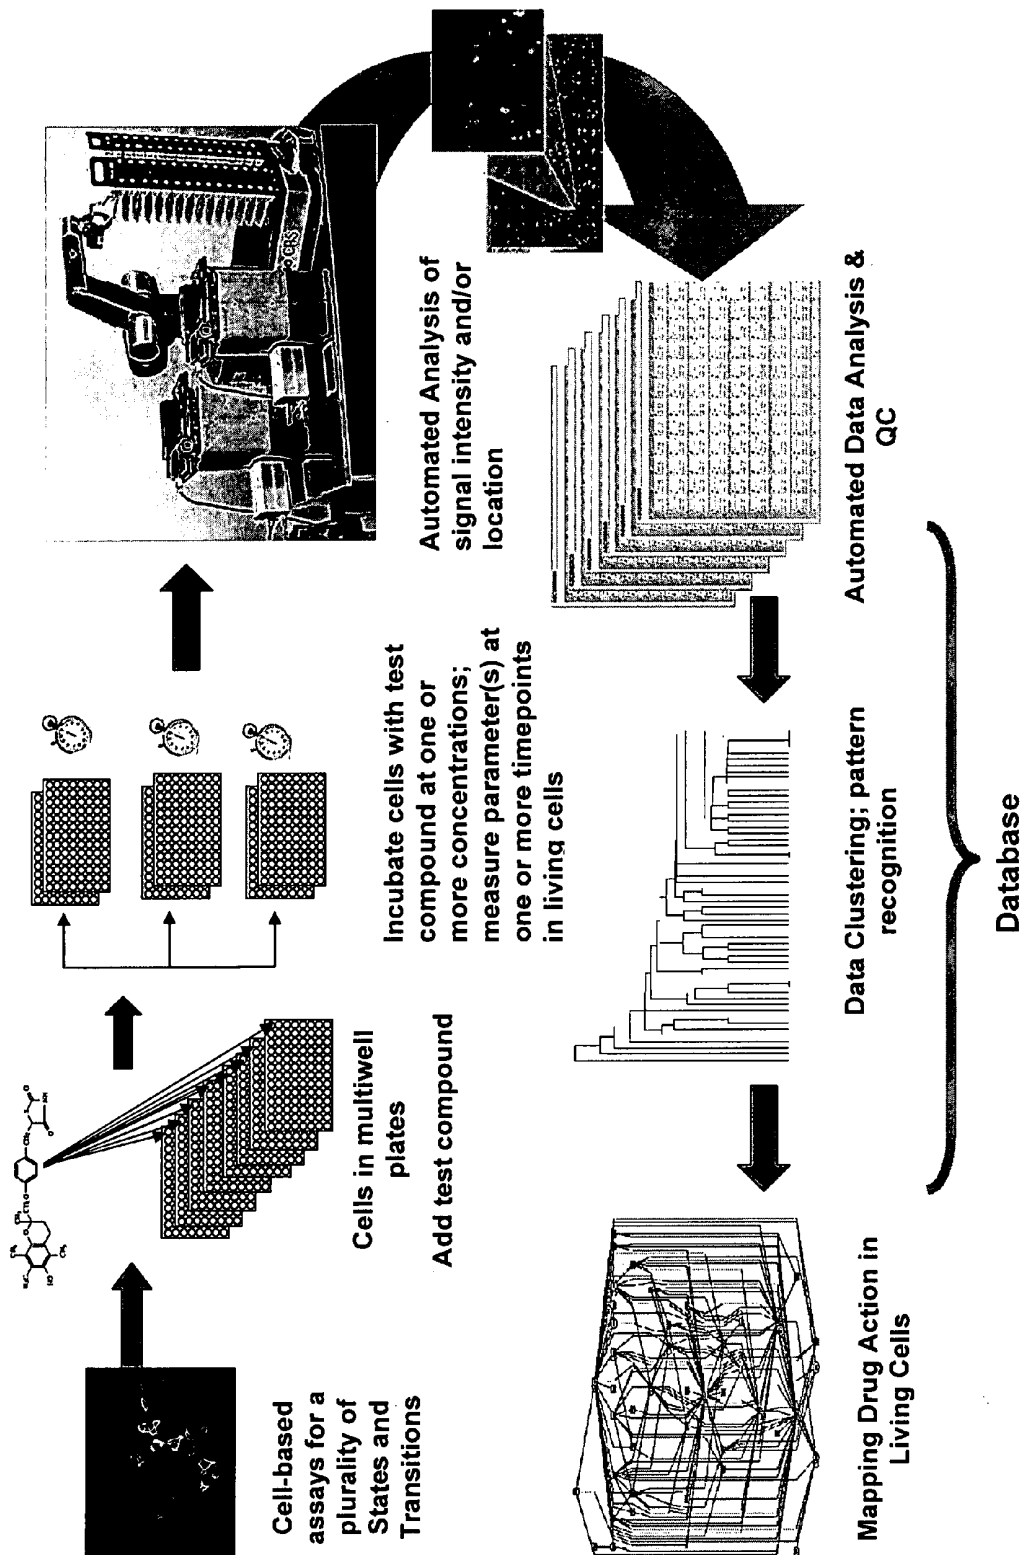 Cell-based
assays for a
plurality of
States and
Transitions
Cells in multiwell
plates
Add test compound
Incubate cells with test
compound at one or
more concentrations;
measure parameter(s) at
one or more timepoints
in living cells
Automated Analysis of
signal intensity and/or
location
CRS
Automated Data Analysis &
QC
Data Clustering; pattern
recognition
Mapping Drug Action in
Living Cells
Database